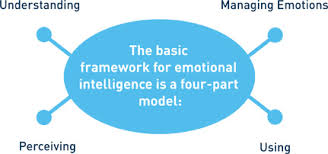 Understanding
Managing Emotions
The basic
framework for emotional
intelligence is a four-part
model:
Perceiving
Using